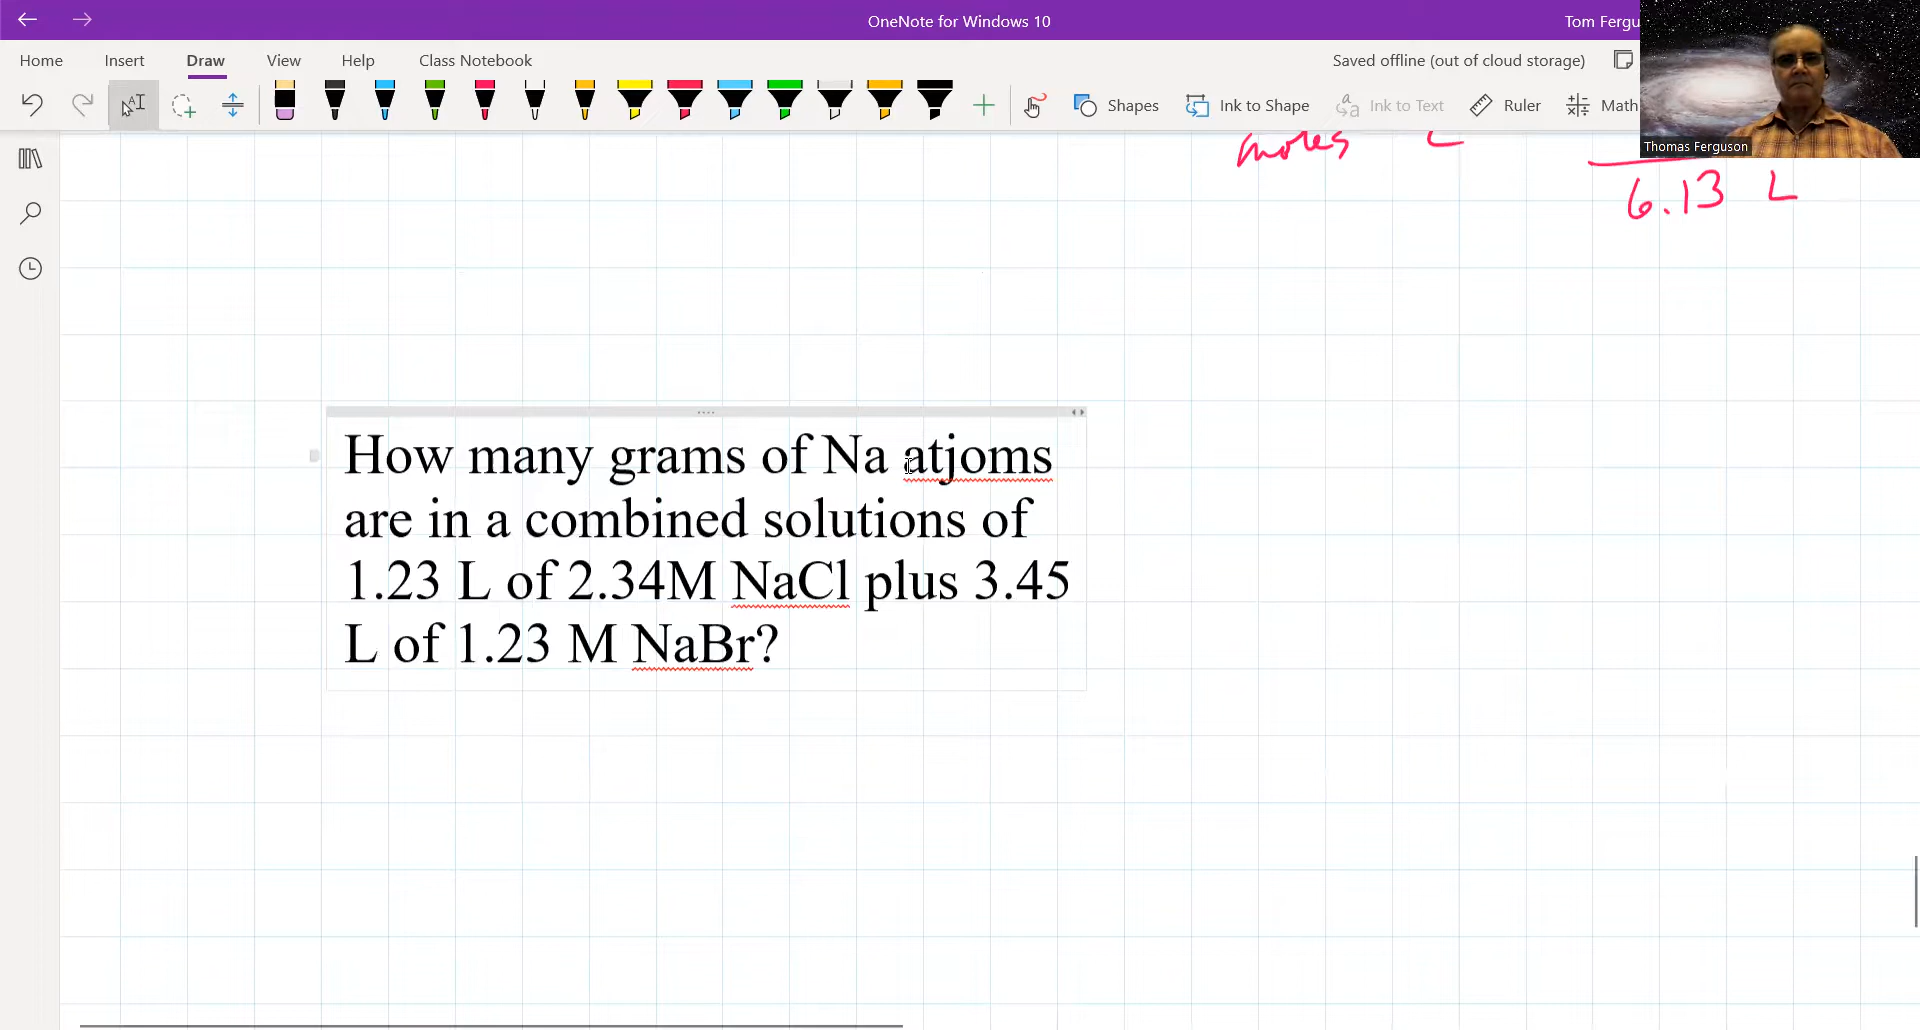 OneNote for Windows 10
Tom Fergu
Home Insert Draw View Help Class Notebook
Saved offline (out of cloud storage)
Shapes Ink to Shape Ink to Text Ruler Math
Thomas Ferguson
moles L
6.13 L
How many grams of Na atjoms
are in a combined solutions of
1.23 L of 2.34M NaCl plus 3.45
L of 1.23 M NaBr?